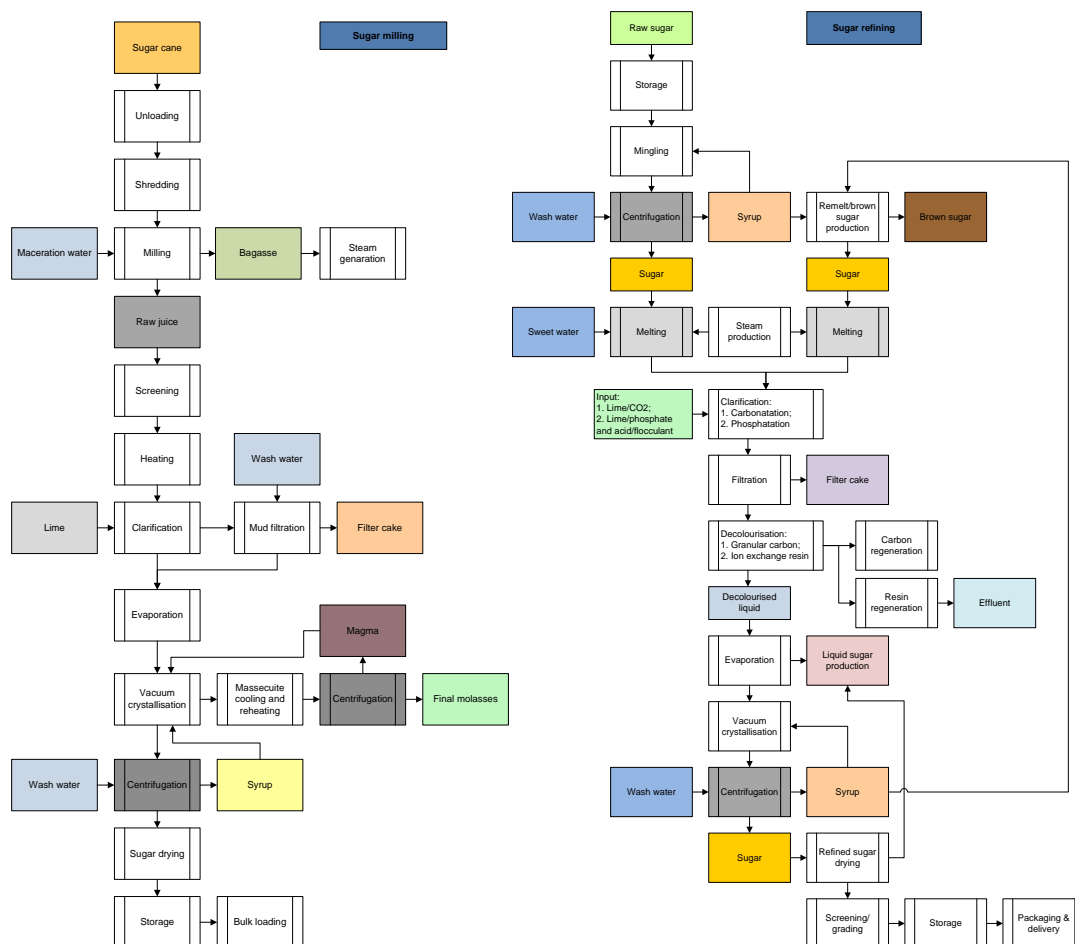 Sugar milling
Sugar cane
Unloading
Shredding
Maceration water
Milling
Bagasse
Steam
genaration
Raw juice
Screening
Heating
Wash water
Lime
Clarification
Mud filtration
Filter cake
Evaporation
Magma
Vacuum
crystallisation
Massecuite
cooling and
reheating
Centrifugation
Final molasses
Wash water
Centrifugation
Syrup
Sugar drying
Storage
Bulk loading
Raw sugar
Sugar refining
Storage
Mingling
Wash water
Centrifugation
Syrup
Remelt/brown
sugar
production
Brown sugar
Sugar
Sugar
Sweet water
Melting
Steam
production
Melting
Input:
1. Lime/CO2;
2. Lime/phosphate
and acid/flocculant
Clarification:
1. Carbonatation;
2. Phosphatation
Filtration
Filter cake
Decolourisation:
1. Granular carbon;
2. Ion exchange resin
Carbon
regeneration
Decolourised
liquid
Resin
regeneration
Effluent
Evaporation
Liquid sugar
production
Vacuum
crystallisation
Wash water
Centrifugation
Syrup
Sugar
Refined sugar
drying
Screening/
grading
Storage
Packaging &
delivery